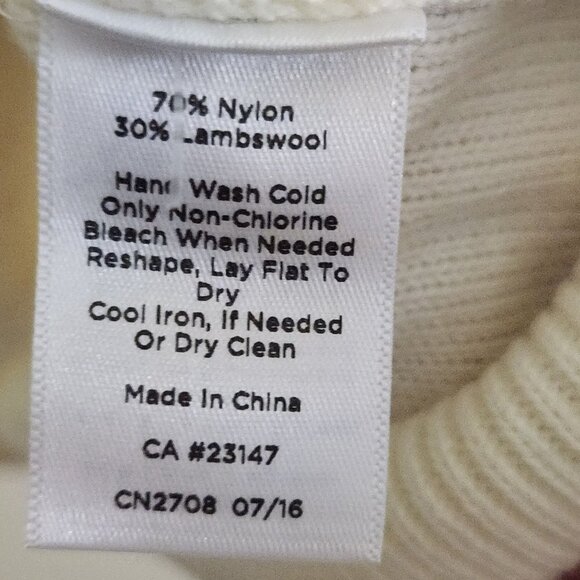 70% Nylon
30% Lambswool
Hand Wash Cold
Only Non-Chlorine
Bleach When Needed
Reshape, Lay Flat To
Dry
Cool Iron, If Needed
Or Dry Clean
Made In China
CA #23147
CN2708 07/16